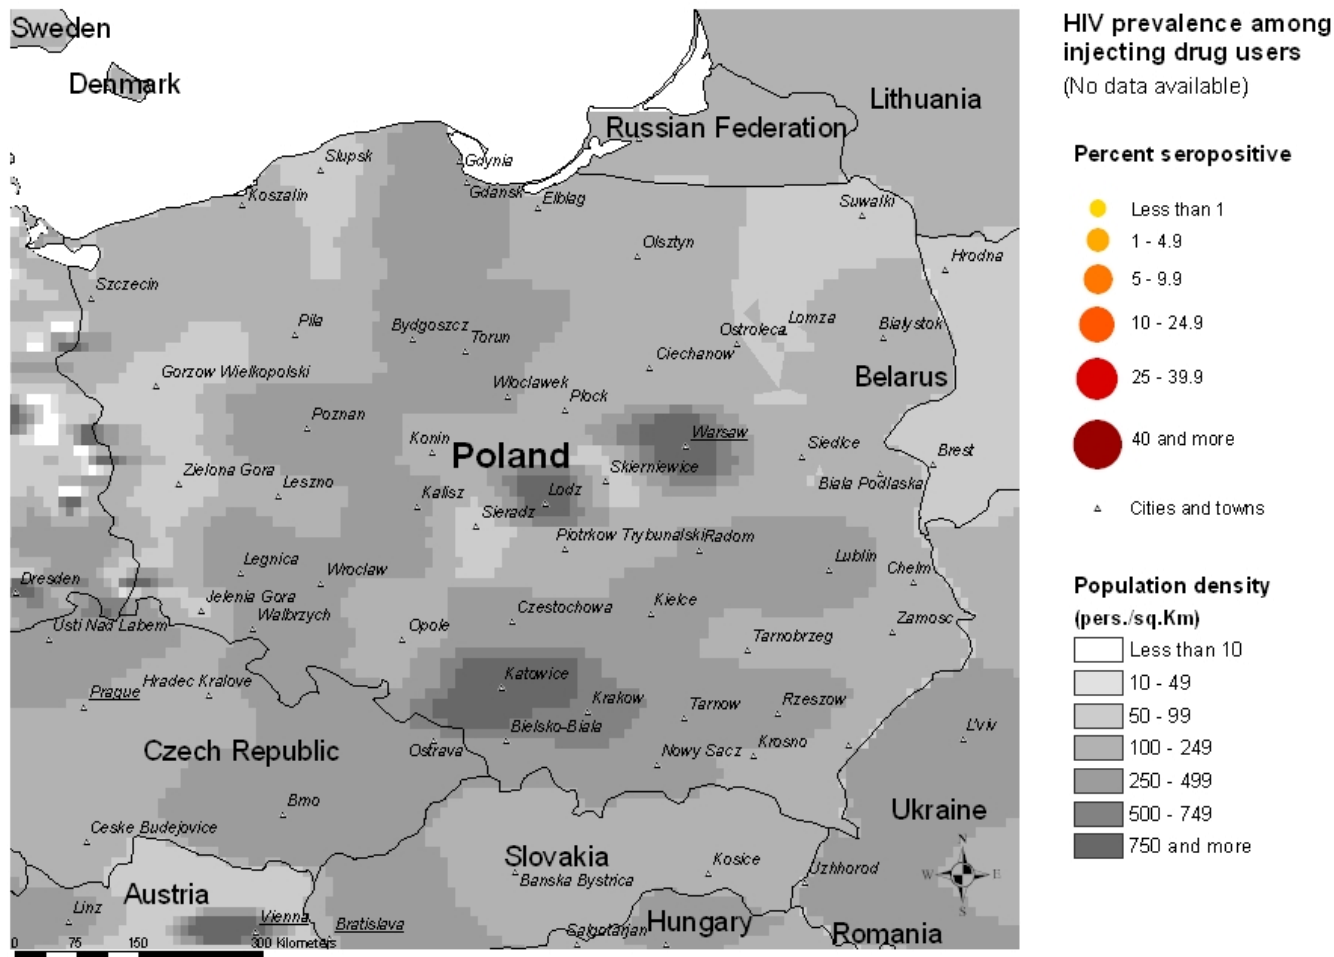 Sweden
Denmark
Lithuania
Russian Federation
Slupsk
Gdynia
Koszalin
Gdansk
Elblag
Suwalki
Olsztyn
Hrodna
Szczecin
Pila
Bydgoszcz
Torun
Ostroleca
Lomza
Bialystok
Ciechanow
Gorzow Wielkopolski
Wloclawek
Plock
Belarus
Poznan
Konin
Poland
Warsaw
Siedlce
Brest
Skierniewice
Zielona Gora
Leszno
Kalisz
Lodz
Biala Podlaska
Sieradz
Piotrkow Trybunalski
Radom
Legnica
Wroclaw
Lublin
Chelm
Dresden
Jelenia Gora
Walbrzych
Czestochowa
Kielce
Zamosc
Usti Nad Labem
Opole
Tarnobrzeg
Prague
Hradec Kralove
Katowice
Krakow
Tarnow
Rzeszow
Bielsko-Biala
L'viv
Czech Republic
Ostrava
Nowy Sacz
Krosno
Brno
Ukraine
Ceske Budejovice
Slovakia
Kosice
Uzhhorod
Banska Bystrica
Austria
Linz
Vienna
Bratislava
Salgotarjan
Hungary
Romania
N
W
E
S
0 75 150 300 Kilometers
HIV prevalence among
injecting drug users
(No data available)
Percent seropositive
Less than 1
1 - 4.9
5 - 9.9
10 - 24.9
25 - 39.9
40 and more
Cities and towns
Population density
(pers./sq.Km)
Less than 10
10 - 49
50 - 99
100 - 249
250 - 499
500 - 749
750 and more